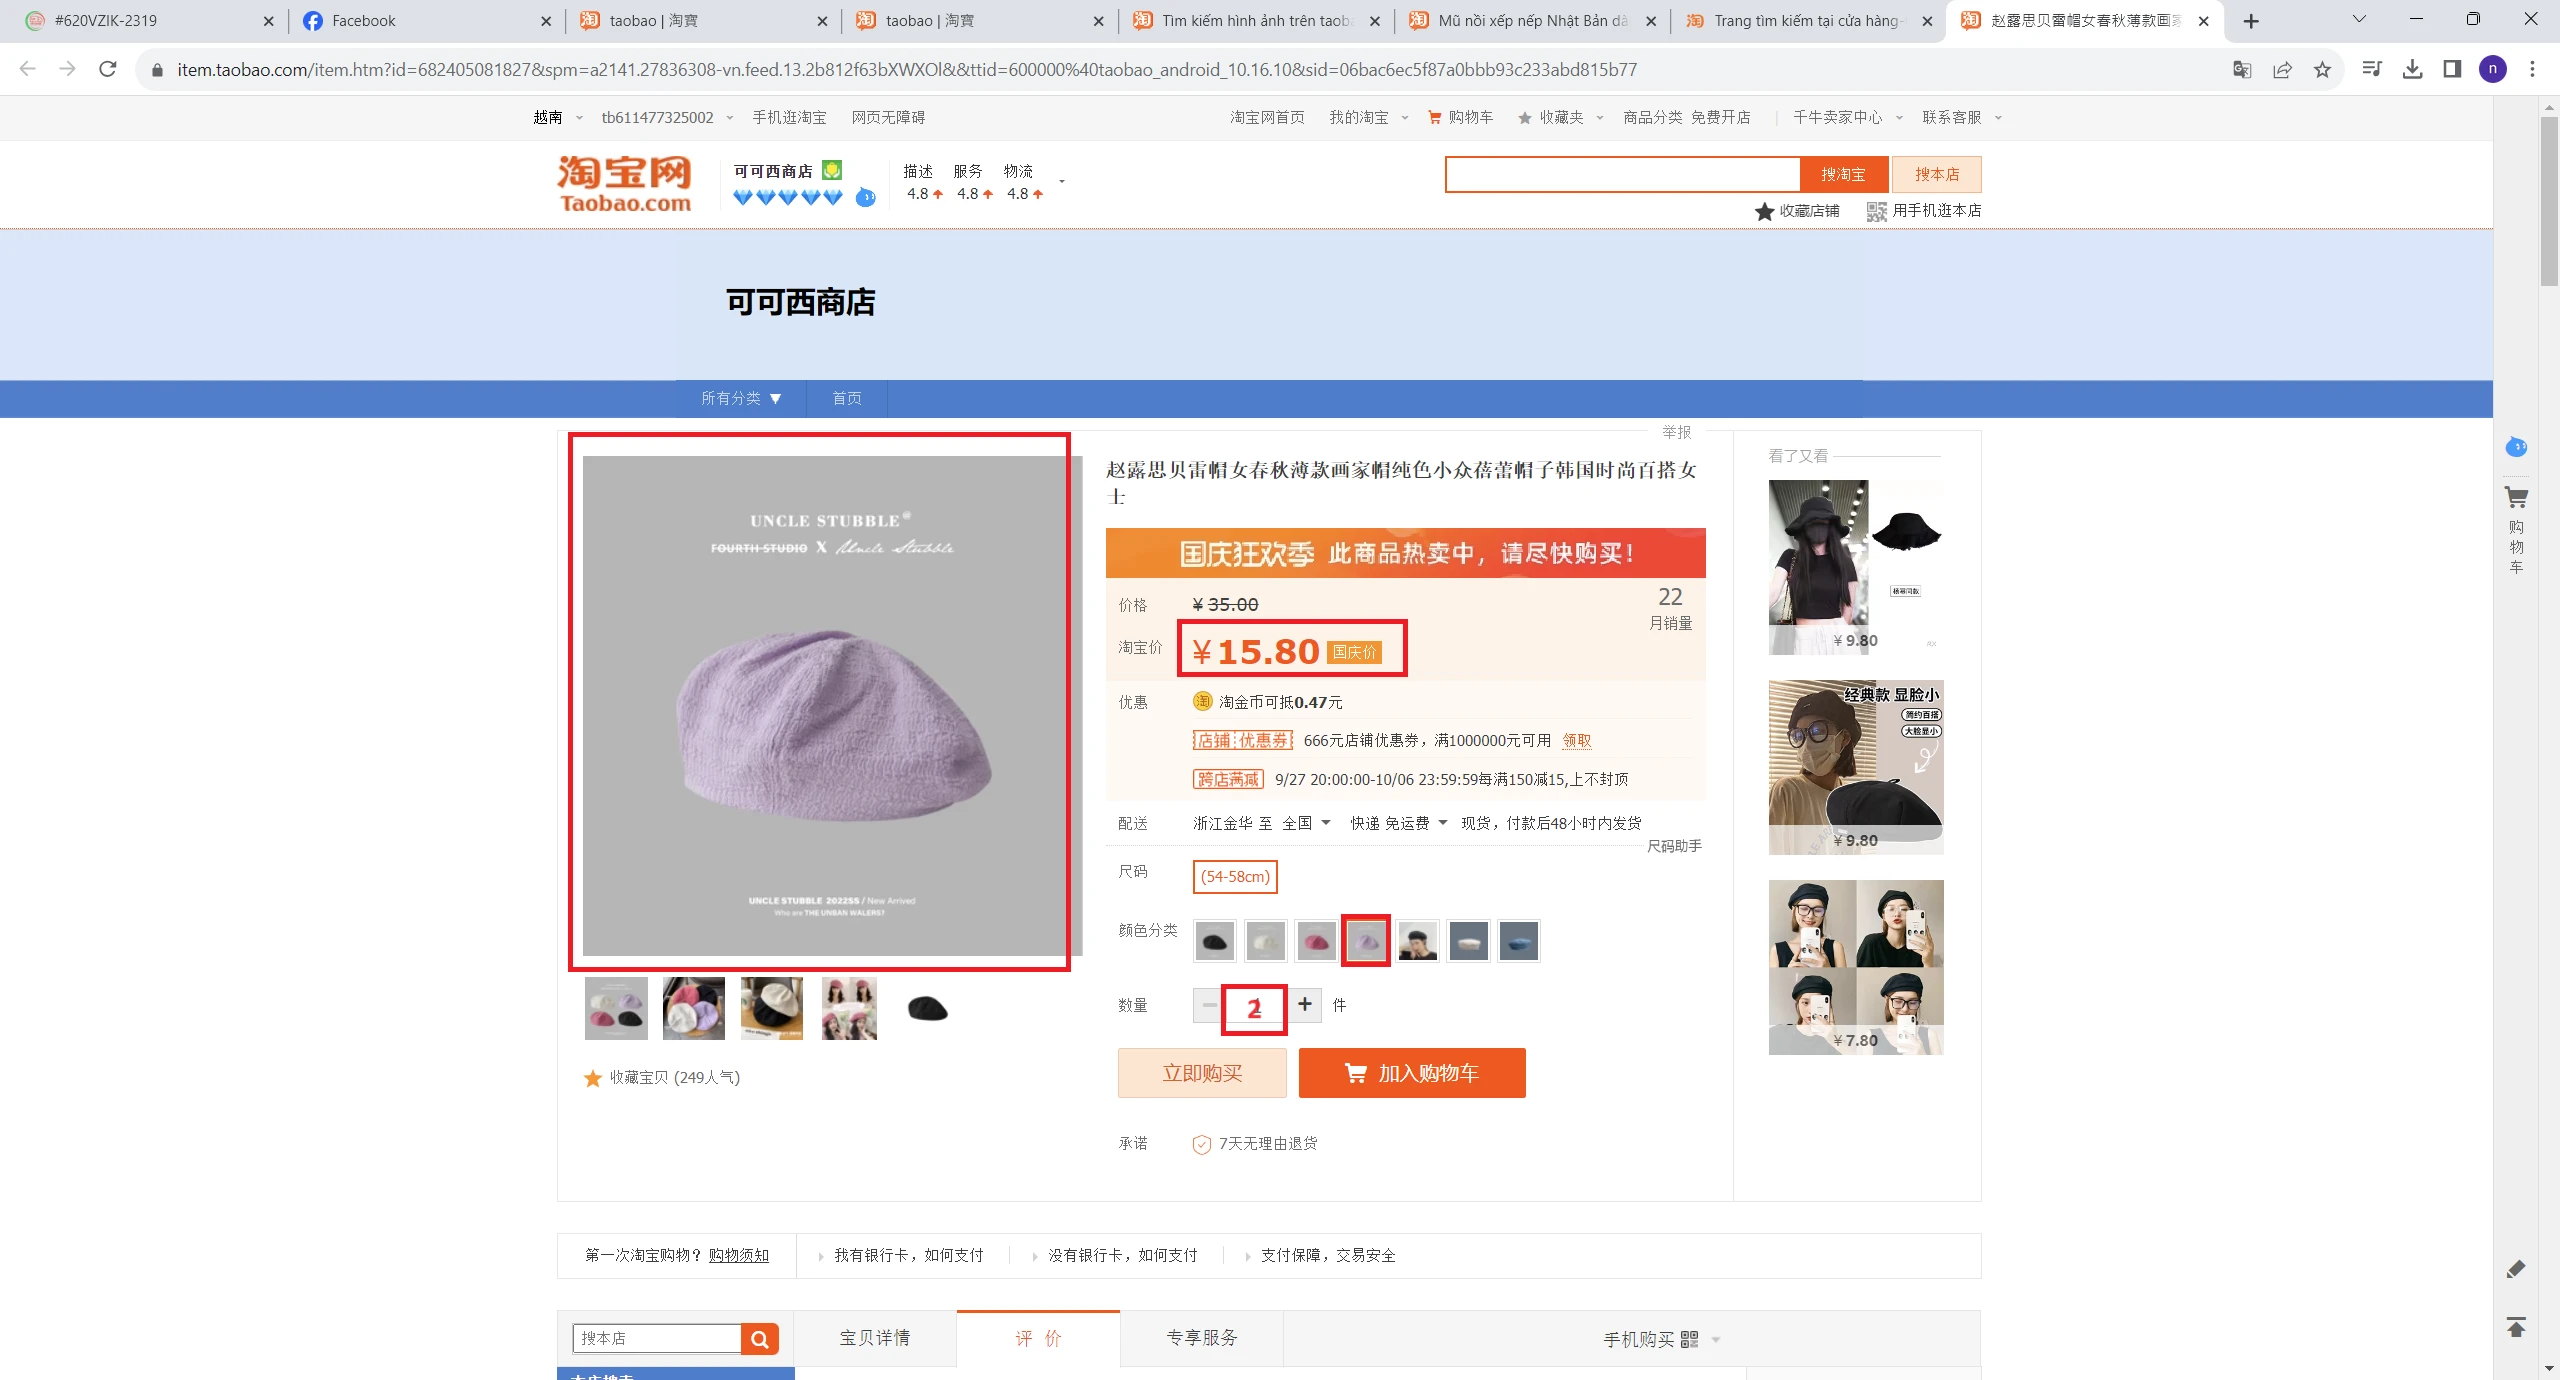 #620VZIK-2319
Facebook
taobao | 淘寶
taobao | 淘寶
Tìm kiếm hình ảnh trên taoba
Mũ nồi xếp nếp Nhật Bản dà
Trang tìm kiếm tại cửa hàng-
赵露思贝雷帽女春秋薄款画家
item.taobao.com/item.htm?id=682405081827&spm=a2141.27836308-vn.feed.13.2b812f63bXWXOl&&ttid=600000%40taobao_android_10.16.10&sid=06bac6ec5f87a0bbb93c233abd815b77
n
越南 tb611477325002 手机逛淘宝 网页无障碍
淘宝网首页 我的淘宝 购物车 收藏夹 商品分类 免费开店 | 千牛卖家中心 联系客服
淘宝网
Taobao.com
可可西商店
描述 服务 物流
4.8 4.8 4.8
搜淘宝 搜本店
收藏店铺 用手机逛本店
可可西商店
所有分类 ▼ 首页
举报
UNCLE STUBBLE®
FOURTH STUDIO X Uncle Stubble
UNCLE STUBBLE 2022SS / New Arrived
Who are THE UNBAN WALERS?
收藏宝贝 (249人气)
赵露思贝雷帽女春秋薄款画家帽纯色小众蓓蕾帽子韩国时尚百搭女
士
国庆狂欢季 此商品热卖中，请尽快购买！
价格 ¥ 35.00
22
月销量
淘宝价 ¥ 15.80 国庆价
优惠 淘 淘金币可抵0.47元
店铺 优惠券 666元店铺优惠券，满1000000元可用 领取
跨店满减 9/27 20:00:00-10/06 23:59:59每满150减15,上不封顶
配送 浙江金华 至 全国 快递 免运费 现货，付款后48小时内发货
尺码助手
尺码 (54-58cm)
颜色分类
数量 2 + 件
立即购买 加入购物车
承诺 7天无理由退货
看了又看
¥ 9.80
经典款 显脸小
简约百搭
大脸显小
¥ 9.80
¥ 7.80
购
物
车
第一次淘宝购物？ 购物须知 我有银行卡，如何支付 没有银行卡，如何支付 支付保障，交易安全
搜本店
宝贝详情 评 价 专享服务 手机购买